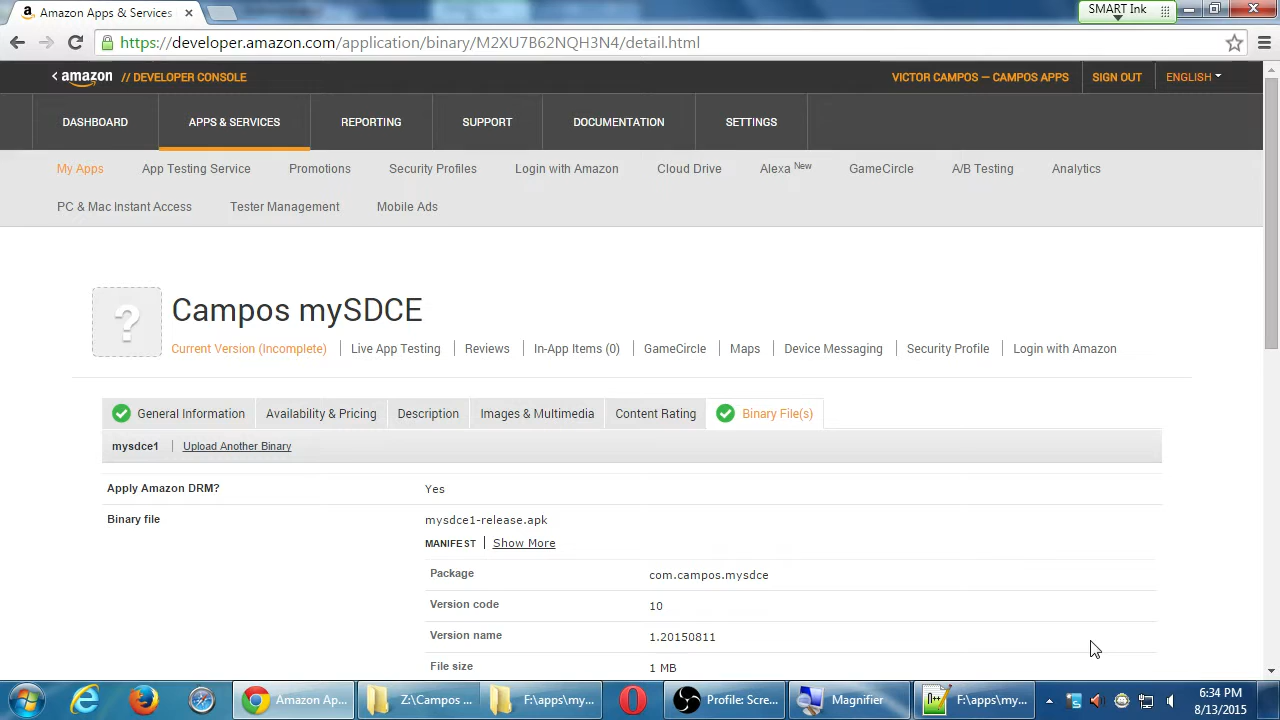 Amazon Apps & Services
SMART Ink
https://developer.amazon.com/application/binary/M2XU7B62NQH3N4/detail.html
amazon // DEVELOPER CONSOLE
VICTOR CAMPOS — CAMPOS APPS SIGN OUT ENGLISH
DASHBOARD APPS & SERVICES REPORTING SUPPORT DOCUMENTATION SETTINGS
My Apps App Testing Service Promotions Security Profiles Login with Amazon Cloud Drive Alexa New GameCircle A/B Testing Analytics
PC & Mac Instant Access Tester Management Mobile Ads
?
Campos mySDCE
Current Version (Incomplete) Live App Testing Reviews In-App Items (0) GameCircle Maps Device Messaging Security Profile Login with Amazon
General Information Availability & Pricing Description Images & Multimedia Content Rating Binary File(s)
mysdce1 Upload Another Binary
Apply Amazon DRM? Yes
Binary file mysdce1-release.apk
MANIFEST Show More
Package com.campos.mysdce
Version code 10
Version name 1.20150811
File size 1 MB
Amazon Ap... Z:\Campos ... F:\apps\my... Profile: Scre... Magnifier F:\apps\my... 6:34 PM
8/13/2015